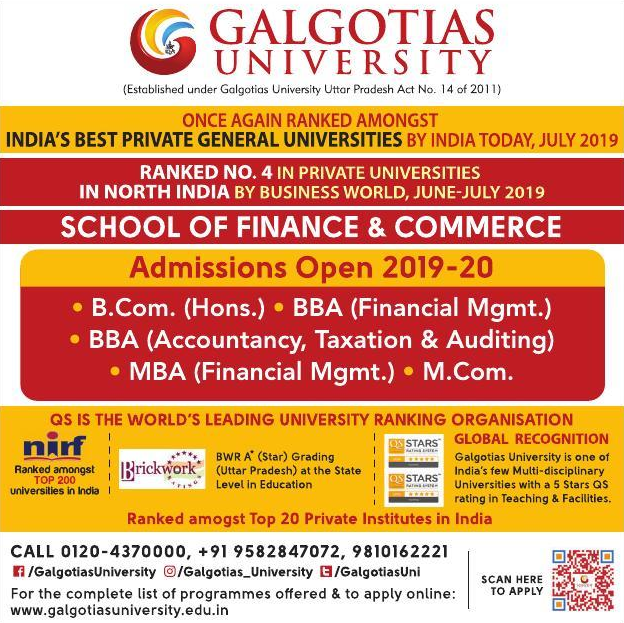 GALGOTIAS
UNIVERSITY
(Established under Galgotias University Uttar Pradesh Act No. 14 of 2011)
ONCE AGAIN RANKED AMONGST
INDIA'S BEST PRIVATE GENERAL UNIVERSITIES BY INDIA TODAY, JULY 2019
RANKED NO. 4 IN PRIVATE UNIVERSITIES
IN NORTH INDIA BY BUSINESS WORLD, JUNE-JULY 2019
SCHOOL OF FINANCE & COMMERCE
Admissions Open 2019-20
• B.Com. (Hons.) • BBA (Financial Mgmt.)
• BBA (Accountancy, Taxation & Auditing)
• MBA (Financial Mgmt.) • M.Com.
QS IS THE WORLD'S LEADING UNIVERSITY RANKING ORGANISATION
nirf
Ranked amongst
TOP 200
universities in India
Brickwork
RATING
BWR A* (Star) Grading
(Uttar Pradesh) at the State
Level in Education
QS STARS
RATING SYSTEM
QS STARS
RATING SYSTEM
GLOBAL RECOGNITION
Galgotias University is one of
India's few Multi-disciplinary
Universities with a 5 Stars QS
rating in Teaching & Facilities.
Ranked amogst Top 20 Private Institutes in India
CALL 0120-4370000, +91 9582847072, 9810162221
/GalgotiasUniversity /Galgotias_University /GalgotiasUni
For the complete list of programmes offered & to apply online:
www.galgotiasuniversity.edu.in
SCAN HERE
TO APPLY